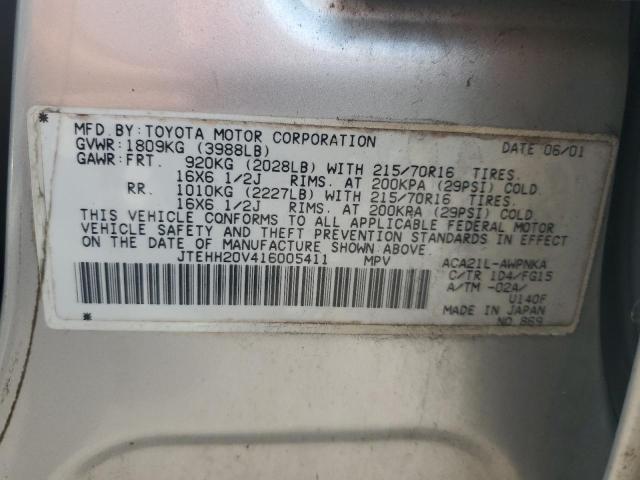 MFD.BY:TOYOTA MOTOR CORPORATION DATE 06/01
GVWR:1809KG (3988LB)
GAWR:FRT. 920KG (2028LB) WITH 215/70R16 TIRES.
16X6 1/2J RIMS. AT 200KPA (29PSI) COLD
RR. 1010KG (2227LB) WITH 215/70R16 TIRES.
16X6 1/2J RIMS. AT 200KPA (29PSI) COLD.
THIS VEHICLE CONFORMS TO ALL APPLICABLE FEDERAL MOTOR
VEHICLE SAFETY AND THEFT PREVENTION STANDARDS IN EFFECT
ON THE DATE OF MANUFACTURE SHOWN ABOVE.
JTEHH20V416005411 MPV ACA21L-AWPNKA
C/TR 1D4/FG15
A/TM -02A/
U140F
MADE IN JAPAN
NO.869